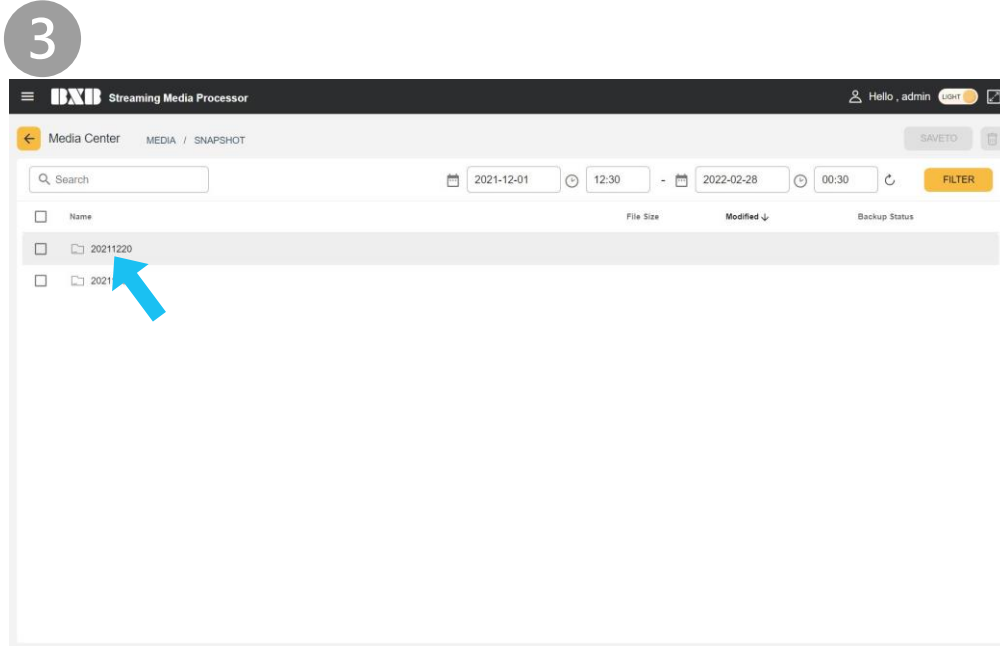 3
BXB Streaming Media Processor Hello , admin LIGHT
Media Center MEDIA / SNAPSHOT SAVETO
Search 2021-12-01 12:30 - 2022-02-28 00:30 FILTER
Name File Size Modified Backup Status
20211220